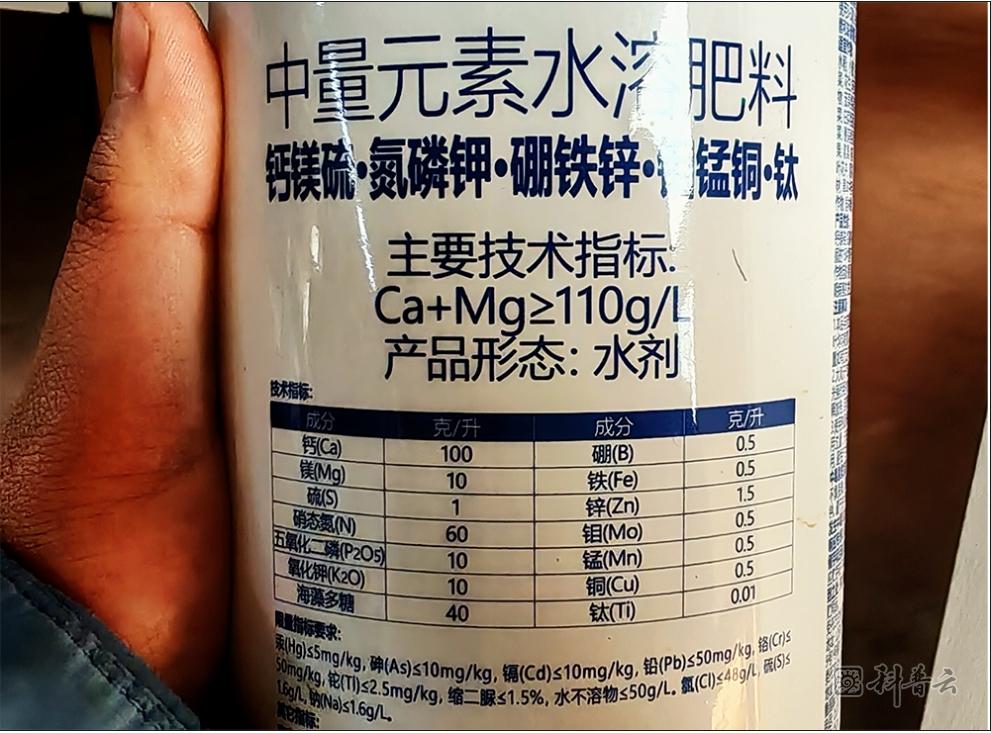 中量元素水溶肥料
钙镁硫·氮磷钾·硼铁锌·钼锰铜·钛
主要技术指标:
Ca+Mg≥110g/L
产品形态: 水剂
技术指标:
成分 克/升 成分 克/升
钙(Ca) 100 硼(B) 0.5
镁(Mg) 10 铁(Fe) 0.5
硫(S) 1 锌(Zn) 1.5
硝态氮(N) 60 钼(Mo) 0.5
五氧化二磷(P2O5) 10 锰(Mn) 0.5
氧化钾(K2O) 10 铜(Cu) 0.5
海藻多糖 40 钛(Ti) 0.01
限量指标要求:
汞(Hg)≤5mg/kg, 砷(As)≤10mg/kg, 镉(Cd)≤10mg/kg, 铅(Pb)≤50mg/kg, 铬(Cr)≤
50mg/kg, 铊(Tl)≤2.5mg/kg, 缩二脲≤1.5%, 水不溶物≤50g/L, 氯(Cl)≤48g/L, 硫(S)≤
1.6g/L, 钠(Na)≤1.6g/L。
其它指标:
科普云